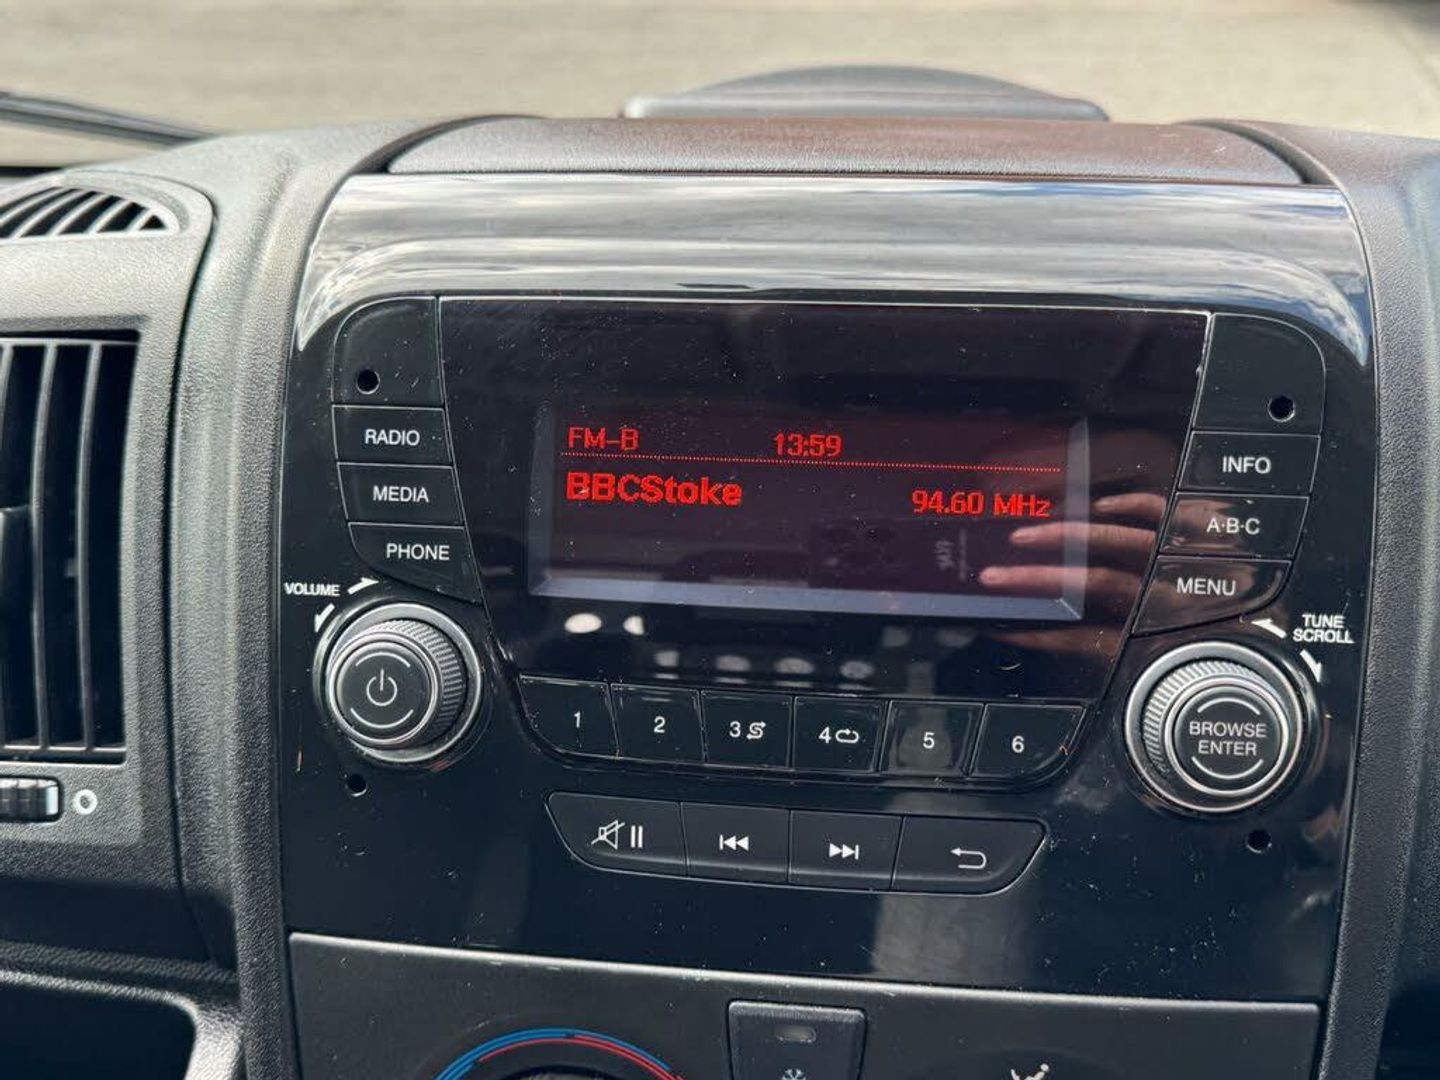 FM-B 13:59
BBCStoke 94.60 MHz
RADIO
MEDIA
PHONE
VOLUME
INFO
A·B·C
MENU
TUNE
SCROLL
BROWSE
ENTER
1 2 3 4 5 6